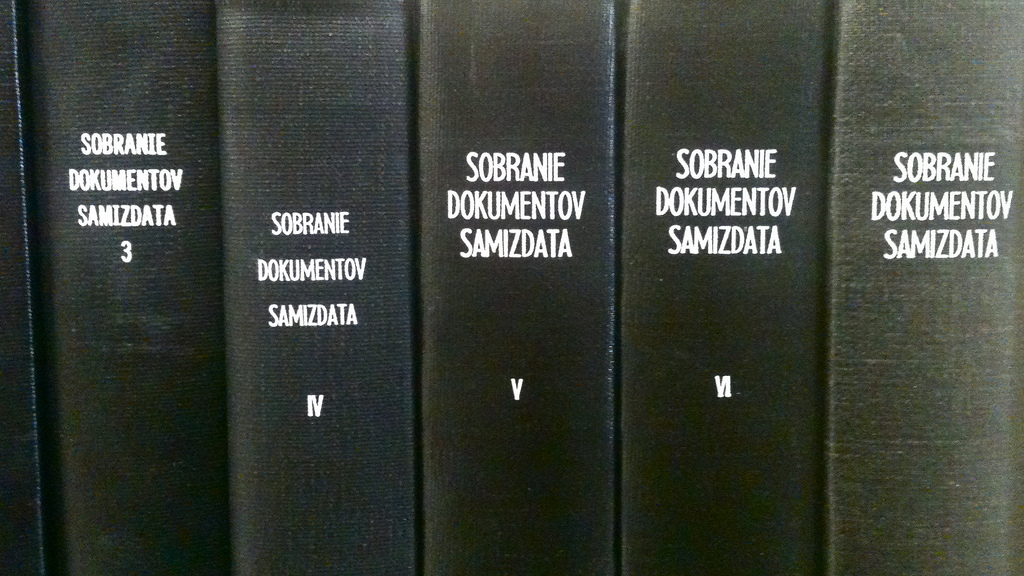 SOBRANIE
DOKUMENTOV
SAMIZDATA
3
SOBRANIE
DOKUMENTOV
SAMIZDATA
IV
SOBRANIE
DOKUMENTOV
SAMIZDATA
V
SOBRANIE
DOKUMENTOV
SAMIZDATA
VI
SOBRANIE
DOKUMENTOV
SAMIZDATA